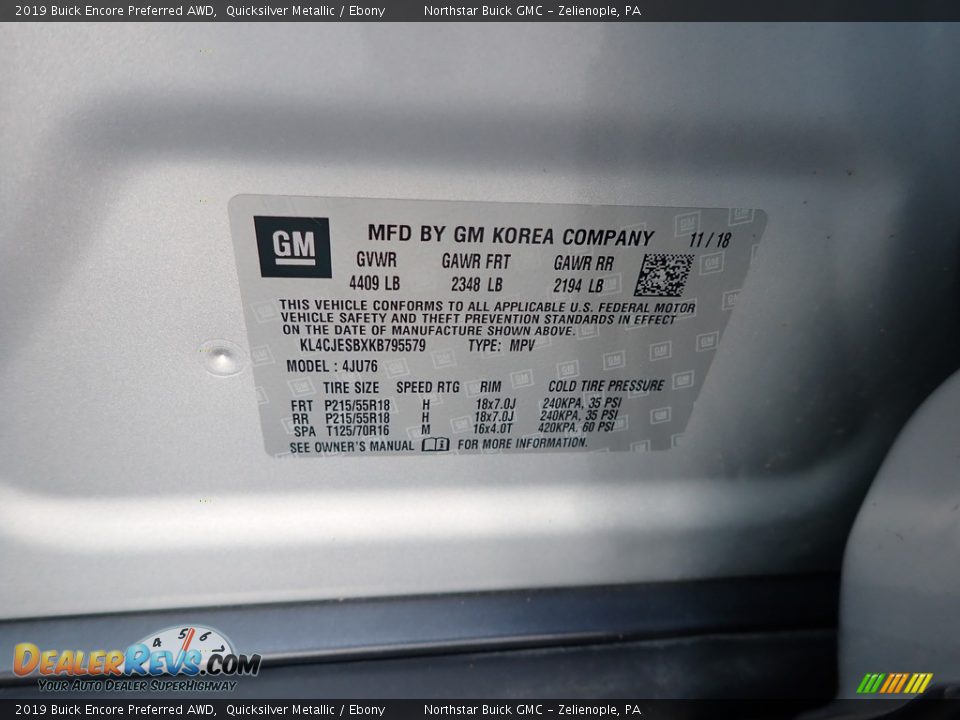 2019 Buick Encore Preferred AWD, Quicksilver Metallic / Ebony Northstar Buick GMC - Zelienople, PA
GM
MFD BY GM KOREA COMPANY 11/18
GVWR GAWR FRT GAWR RR
4409 LB 2348 LB 2194 LB
THIS VEHICLE CONFORMS TO ALL APPLICABLE U.S. FEDERAL MOTOR
VEHICLE SAFETY AND THEFT PREVENTION STANDARDS IN EFFECT
ON THE DATE OF MANUFACTURE SHOWN ABOVE.
KL4CJESBXKB795579 TYPE: MPV
MODEL : 4JU76
TIRE SIZE SPEED RTG RIM COLD TIRE PRESSURE
FRT P215/55R18 H 18x7.0J 240KPA, 35 PSI
RR P215/55R18 H 18x7.0J 240KPA, 35 PSI
SPA T125/70R16 M 16x4.0T 420KPA, 60 PSI
SEE OWNER'S MANUAL FOR MORE INFORMATION.
4 5 6 7
DEALERREVS.COM
YOUR AUTO DEALER SUPERHIGHWAY
2019 Buick Encore Preferred AWD, Quicksilver Metallic / Ebony Northstar Buick GMC - Zelienople, PA